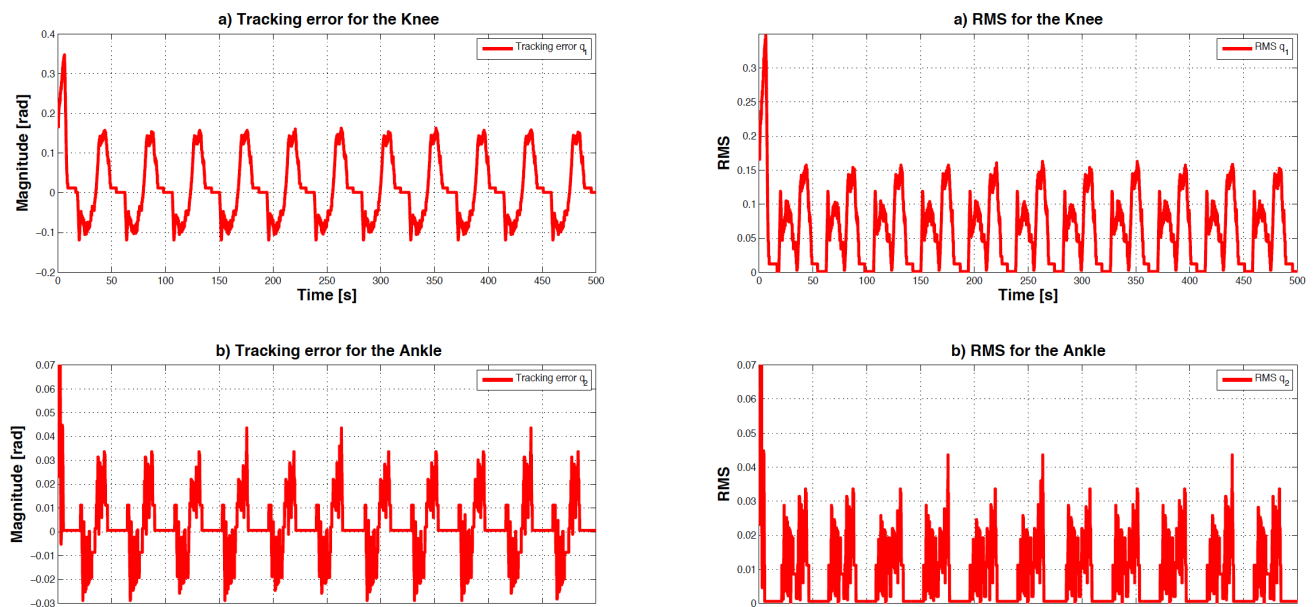 a) Tracking error for the Knee
Tracking error q1
Magnitude [rad]
0.4
0.3
0.2
0.1
0
−0.1
−0.2
0 50 100 150 200 250 300 350 400 450 500
Time [s]
a) RMS for the Knee
RMS q1
RMS
0.35
0.3
0.25
0.2
0.15
0.1
0.05
0
0 50 100 150 200 250 300 350 400 450 500
Time [s]
b) Tracking error for the Ankle
Tracking error q2
Magnitude [rad]
0.07
0.06
0.05
0.04
0.03
0.02
0.01
0
−0.01
−0.02
−0.03
b) RMS for the Ankle
RMS q2
RMS
0.07
0.06
0.05
0.04
0.03
0.02
0.01
0